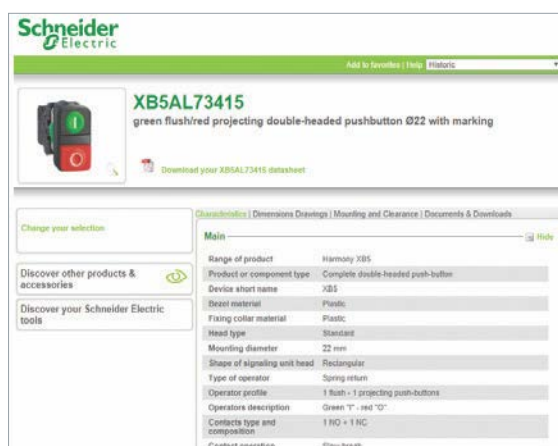 Schneider
Electric
Add to favorites | Help Historic
XB5AL73415
green flush/red projecting double-headed pushbutton Ø22 with marking
Download your XB5AL73415 datasheet
Change your selection
Discover other products &
accessories
Discover your Schneider Electric
tools
Characteristics | Dimensions Drawings | Mounting and Clearance | Documents & Downloads
Main
Hide
Range of product Harmony XB5
Product or component type Complete double-headed push-button
Device short name XB5
Bezel material Plastic
Fixing collar material Plastic
Head type Standard
Mounting diameter 22 mm
Shape of signaling unit head Rectangular
Type of operator Spring return
Operator profile 1 flush - 1 projecting push-buttons
Operators description Green "I" - red "O"
Contacts type and
composition
1 NO + 1 NC
Contact operation Slow-break